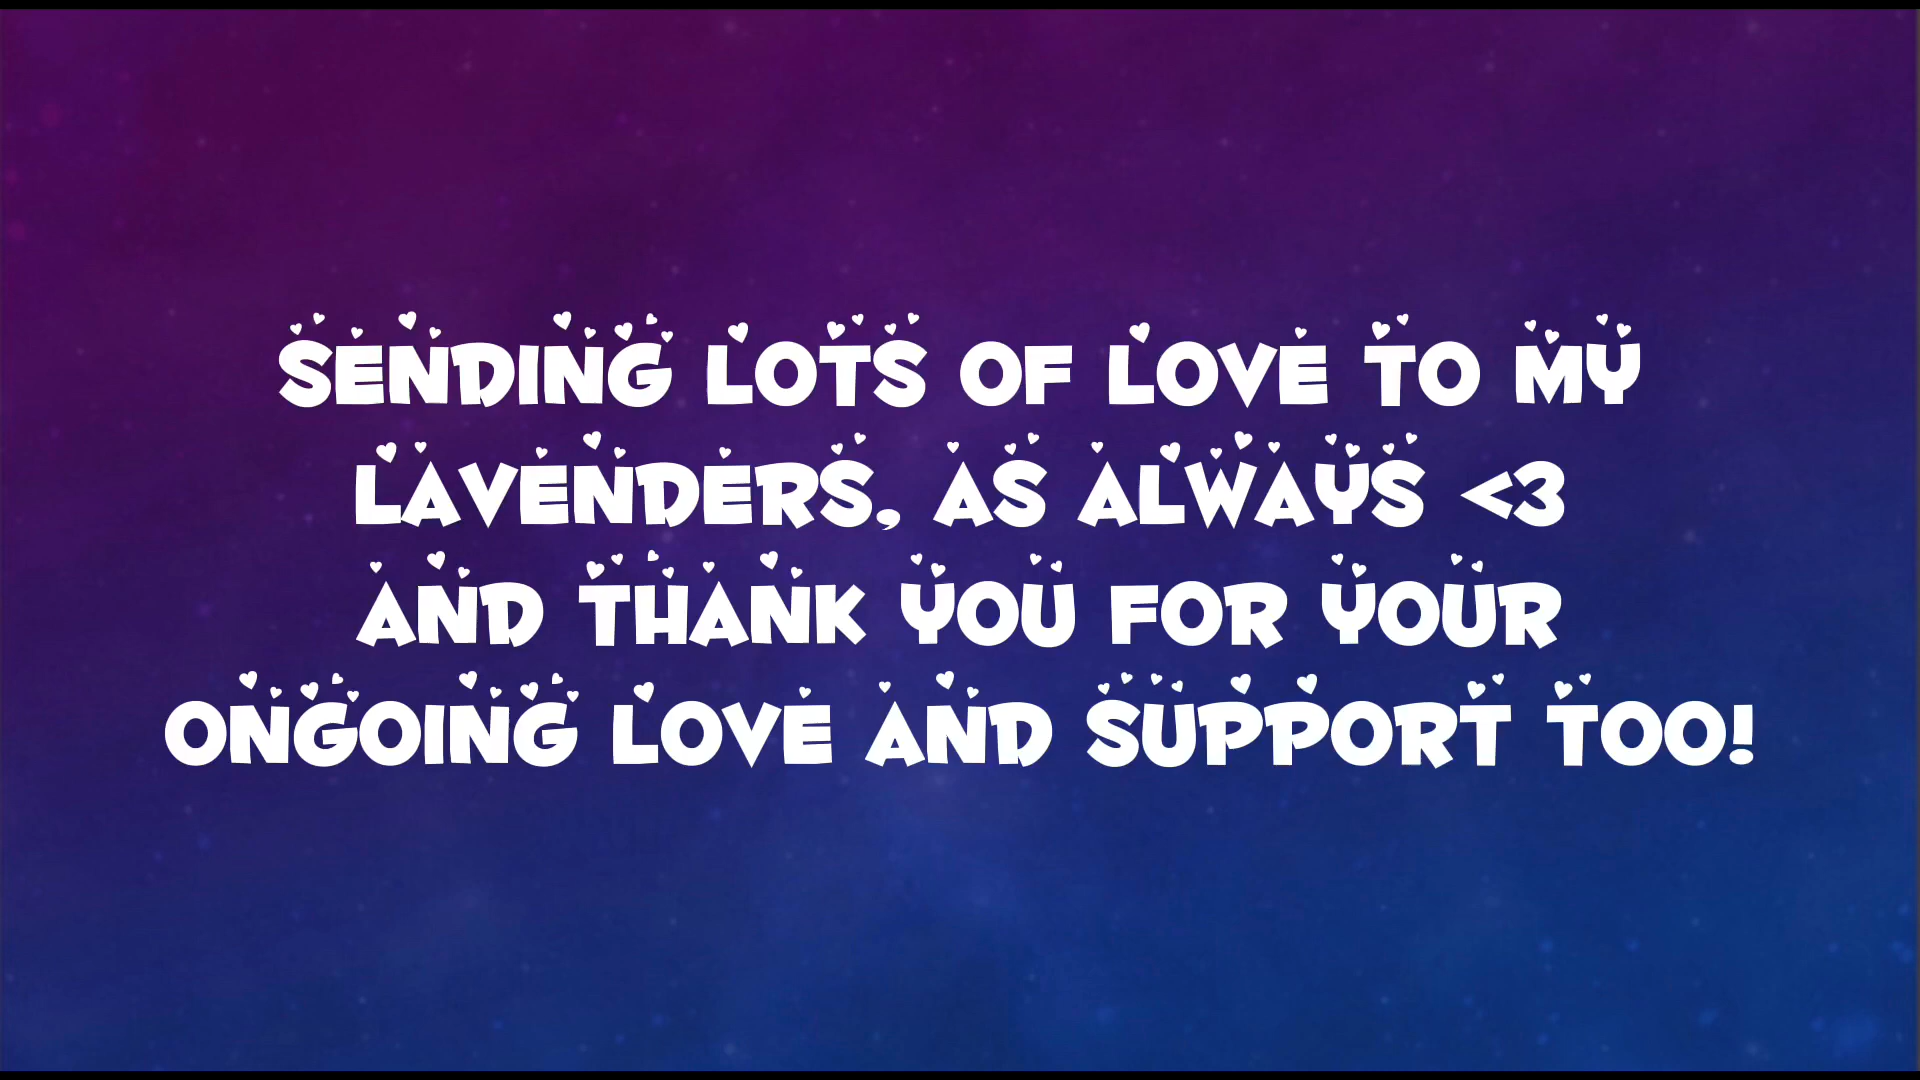 SENDING LOTS OF LOVE TO MY
LAVENDERS, AS ALWAYS <3
AND THANK YOU FOR YOUR
ONGOING LOVE AND SUPPORT TOO!